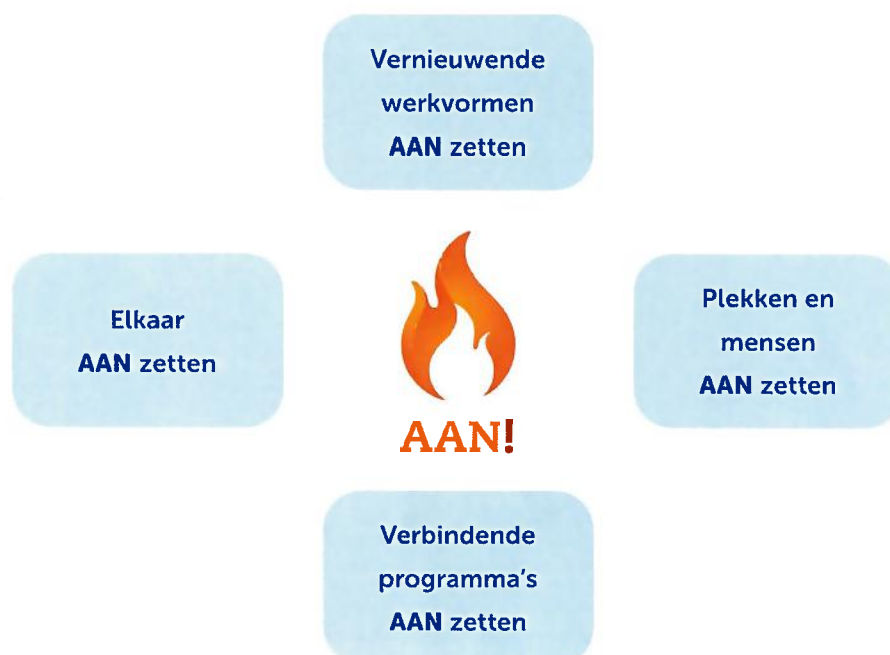 Vernieuwende
werkvormen
AAN zetten
Elkaar
AAN zetten
Plekken en
mensen
AAN zetten
AAN!
Verbindende
programma's
AAN zetten